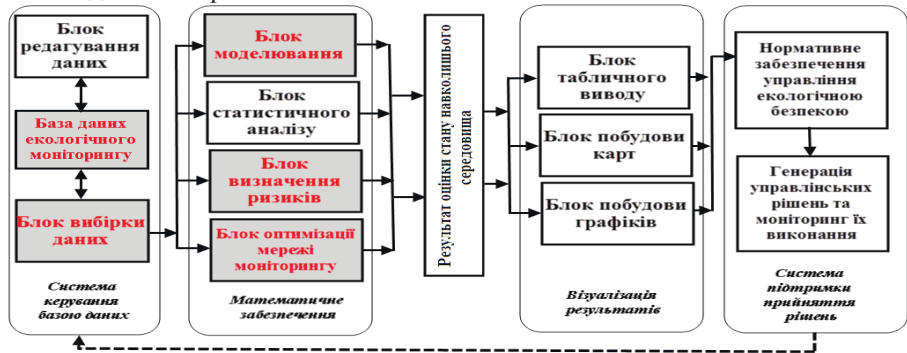 Блок
редагування
даних
База даних
екологічного
моніторингу
Блок вибірки
даних
Система
керування
базою даних
Блок
моделювання
Блок
статистичного
аналізу
Блок
визначення
ризиків
Блок оптимізації
мережі
моніторингу
Математичне
забезпечення
Результат оцінки стану навколишього
середовища
Блок
табличного
виводу
Блок побудови
карт
Блок побудови
графіків
Візуалізація
результатів
Нормативне
забезпечення
управління
екологічною
безпекою
Генерація
управлінських
рішень та
моніторинг їх
виконання
Система
підтримки
прийняття
рішень